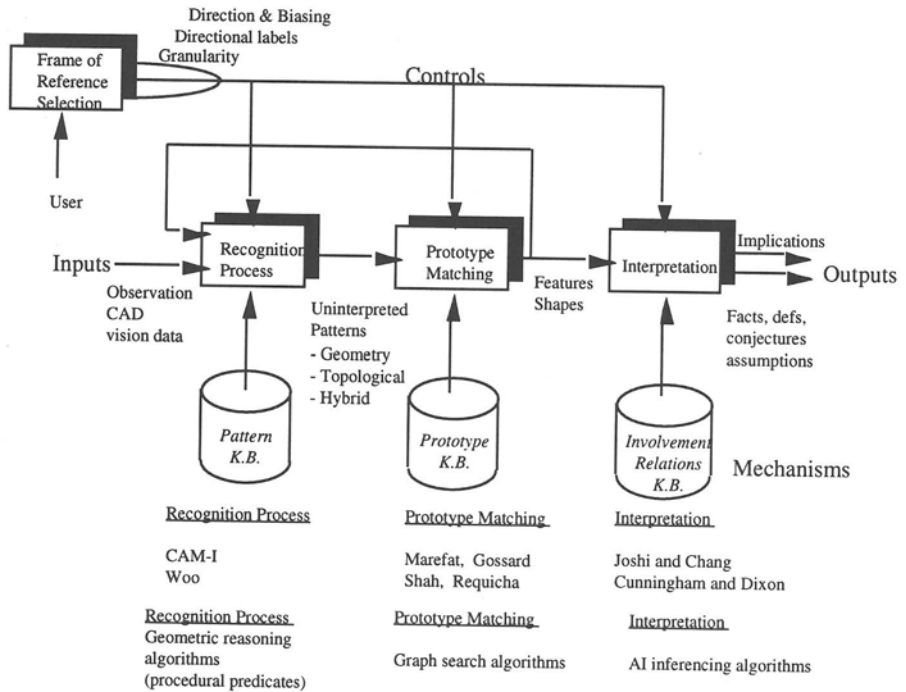 Direction & Biasing
Directional labels
Granularity
Frame of
Reference
Selection
Controls
User
Recognition
Process
Prototype
Matching
Interpretation
Implications
Inputs
Outputs
Observation
CAD
vision data
Uninterpreted
Patterns
- Geometry
- Topological
- Hybrid
Features
Shapes
Facts, defs,
conjectures
assumptions
Pattern
K.B.
Prototype
K.B.
Involvement
Relations
K.B.
Mechanisms
Recognition Process
CAM-I
Woo
Prototype Matching
Marefat, Gossard
Shah, Requicha
Interpretation
Joshi and Chang
Cunningham and Dixon
Recognition Process
Geometric reasoning
algorithms
(procedural predicates)
Prototype Matching
Graph search algorithms
Interpretation
AI inferencing algorithms